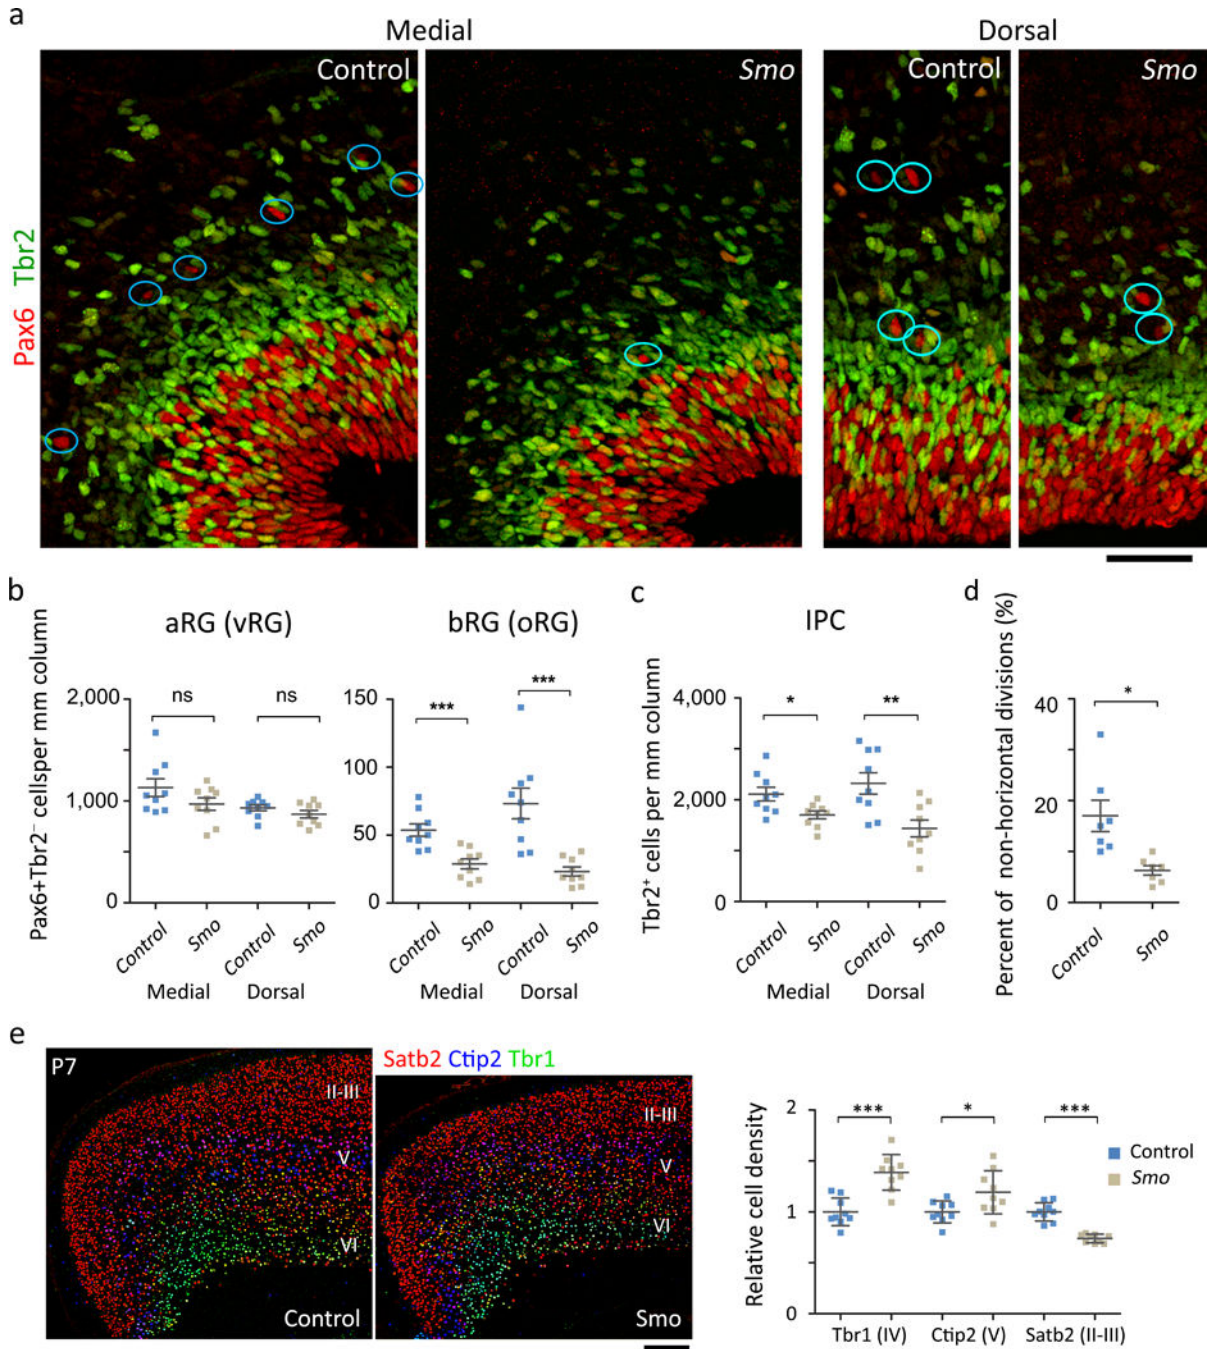 a
Medial
Dorsal
Control
Smo
Control
Smo
Pax6 Tbr2
b
aRG (vRG)
bRG (oRG)
Pax6+Tbr2⁻ cellsper mm column
2,000
1,000
0
ns
ns
Control
Smo
Control
Smo
Medial
Dorsal
150
100
50
0
***
***
Control
Smo
Control
Smo
Medial
Dorsal
c
IPC
Tbr2⁺ cells per mm column
4,000
2,000
0
*
**
Control
Smo
Control
Smo
Medial
Dorsal
d
Percent of non-horizontal divisions (%)
40
20
0
*
Control
Smo
e
P7
II-III
V
VI
Control
Satb2 Ctip2 Tbr1
II-III
V
VI
Smo
Relative cell density
2
1
0
***
*
***
Control
Smo
Tbr1 (IV)
Ctip2 (V)
Satb2 (II-III)